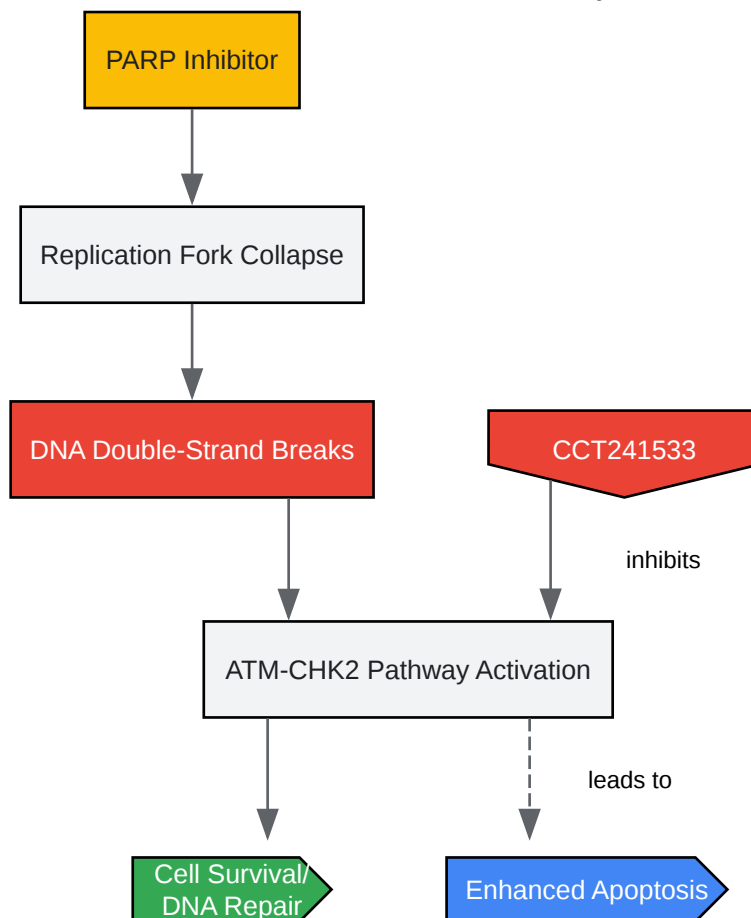 PARP Inhibitor
Replication Fork Collapse
DNA Double-Strand Breaks
CCT241533
inhibits
ATM-CHK2 Pathway Activation
leads to
Cell Survival/
DNA Repair
Enhanced Apoptosis